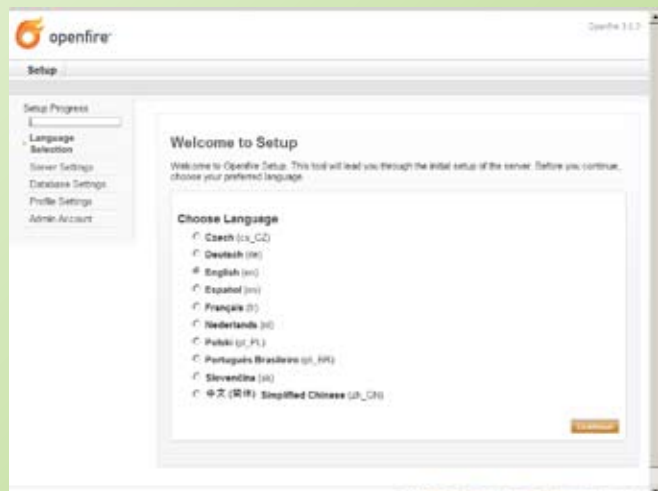 openfire
Openfire
Setup
Setup Progress
Language
Selection
Server Settings
Database Settings
Profile Settings
Admin Account
Welcome to Setup
Welcome to Openfire Setup. This tool will lead you through the initial setup of the server. Before you continue,
choose your preferred language.
Choose Language
Czech (cs_CZ)
Deutsch (de)
English (en)
Español (es)
Français (fr)
Nederlands (nl)
Polski (pl_PL)
Português Brasileiro (pt_BR)
Slovenčina (sk)
中文 (简体) Simplified Chinese (zh_CN)
Continue